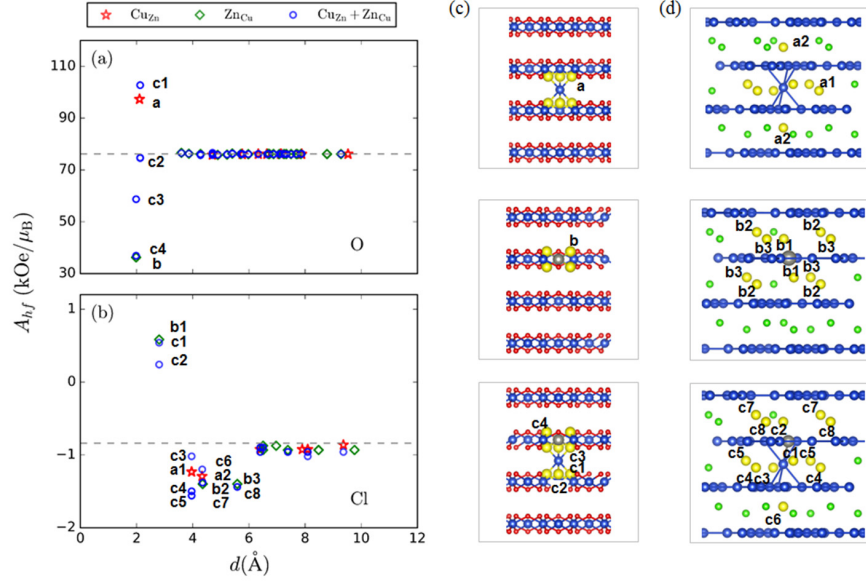 Cu_Zn Zn_Cu Cu_Zn + Zn_Cu
(a)
110
90
70
50
30
c1
a
c2
c3
c4
b
O
A_hf (kOe/μ_B)
(b)
1
0
−1
−2
b1
c1
c2
c3
a1
c4
c5
c6
a2
b2
c7
b3
c8
Cl
0 2 4 6 8 10 12
d(Å)
(c)
a
b
c4
c3
c1
c2
(d)
a2
a1
a2
b2 b2
b3 b1 b3
b3 b1 b3
b2 b2
c7 c7
c8 c2 c8
c5 c1 c5
c4 c3 c4
c6